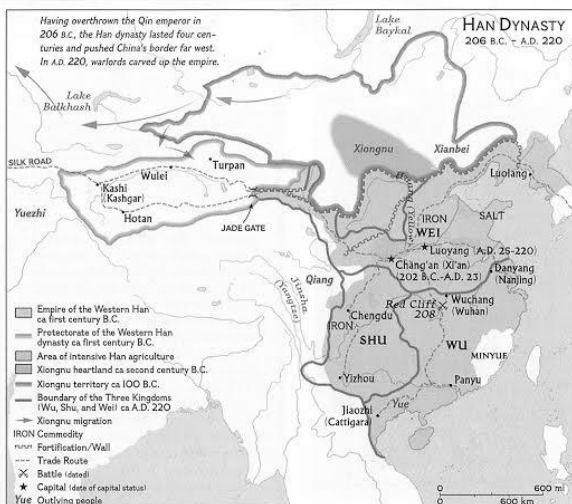 Having overthrown the Qin emperor in
206 B.C., the Han dynasty lasted four cen-
turies and pushed China's border far west.
In A.D. 220, warlords carved up the empire.
HAN DYNASTY
206 B.C. – A.D. 220
Lake
Baykal
Lake
Balkhash
Xiongnu
Xianbei
SILK ROAD
Turpan
Wulei
Kashi
(Kashgar)
Hotan
Yuezhi
JADE GATE
Luolang
Huang (Yellow)
IRON
SALT
WEI
Luoyang (A.D. 25-220)
Chang'an (Xi'an)
202 B.C.-A.D. 23)
Danyang
(Nanjing)
Qiang
Jinsha
(Yangtze)
Red Cliff
208
Wuchang
(Wuhan)
Chengdu
IRON
SHU
WU
MINYUE
Yizhou
Panyu
Jiaozhi
(Cattigara)
Yue
Empire of the Western Han
ca first century B.C.
Protectorate of the Western Han
dynasty ca first century B.C.
Area of intensive Han agriculture
Xiongnu heartland ca second century B.C.
Xiongnu territory ca 100 B.C.
Boundary of the Three Kingdoms
(Wu, Shu, and Wei) ca A.D. 220
Xiongnu migration
IRON Commodity
Fortification/Wall
Trade Route
Battle (dated)
Capital (date of capital status)
Yue Outlying people
0 600 mi
0 600 km